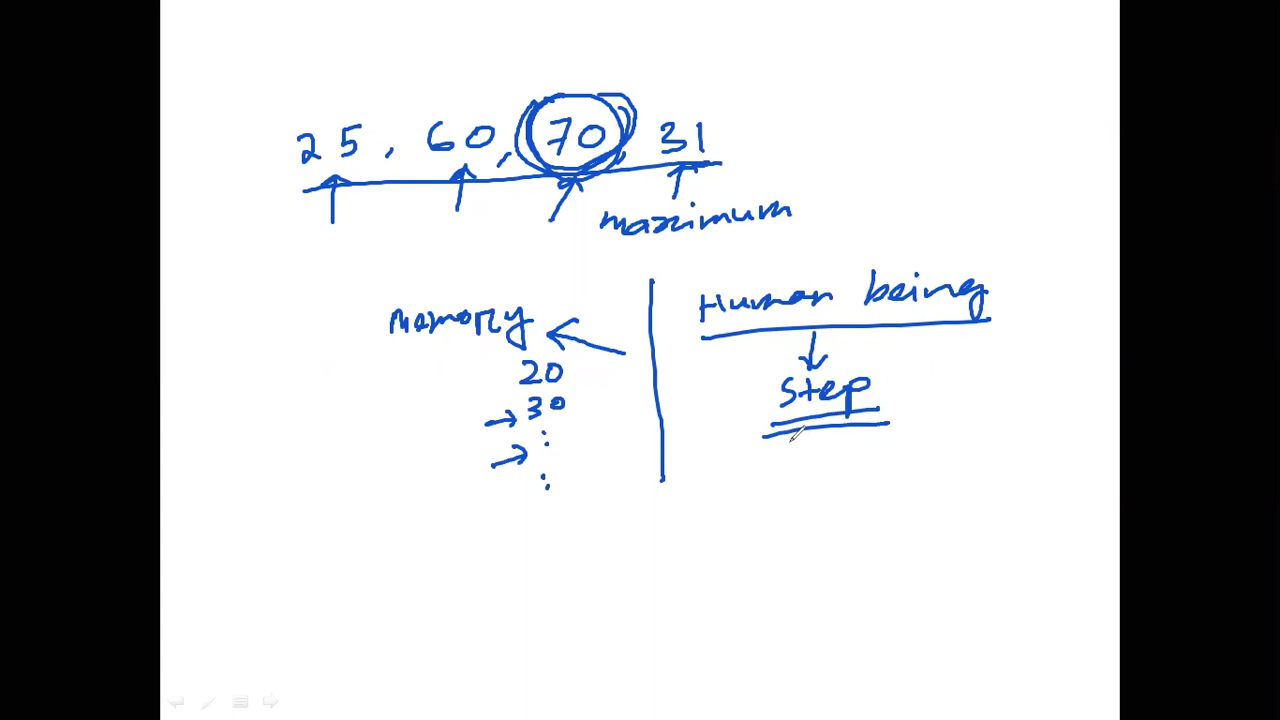 25, 60, 70, 31
maximum
Human being
Memory
20
30
:
:
Step